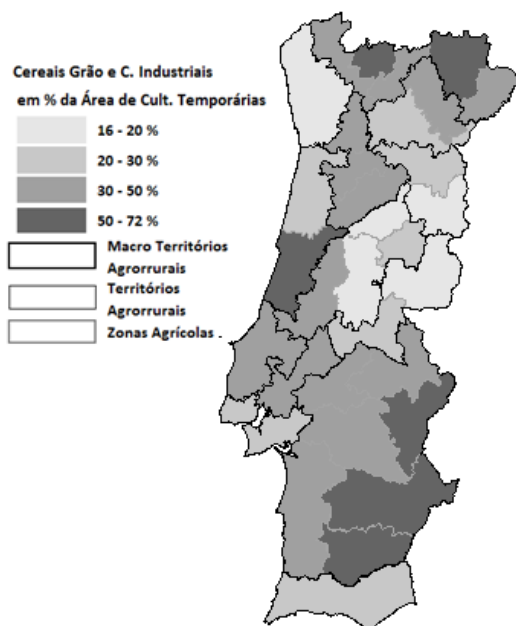 Cereais Grão e C. Industriais
em % da Área de Cult. Temporárias
16 - 20 %
20 - 30 %
30 - 50 %
50 - 72 %
Macro Territórios
Agrorrurais
Territórios
Agrorrurais
Zonas Agrícolas .